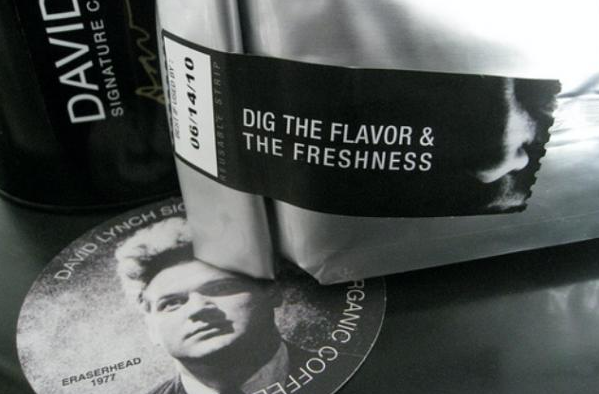 DAVID
SIGNATURE C
BEST IF USED BY:
06/14/10
REUSABLE STRIP
DIG THE FLAVOR &
THE FRESHNESS
DAVID LYNCH SIG
ORGANIC COFFEE
ERASERHEAD
1977